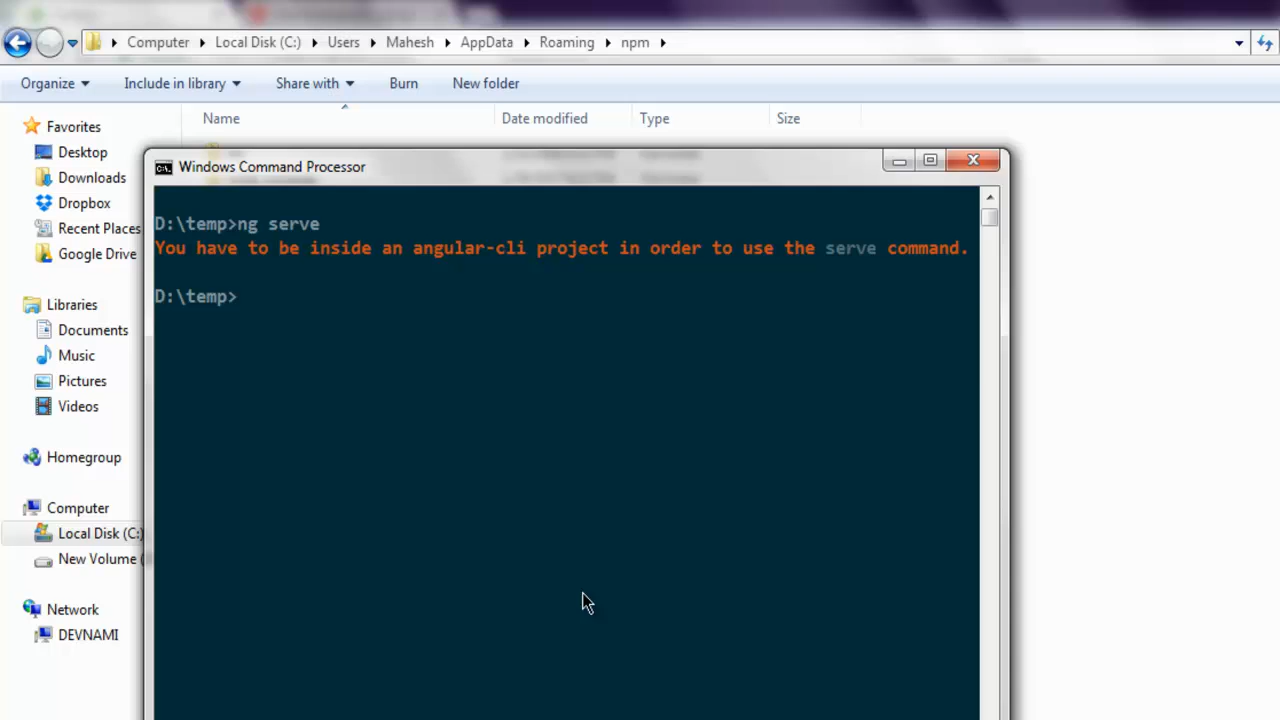 Computer Local Disk (C:) Users Mahesh AppData Roaming npm
Organize Include in library Share with Burn New folder
Name Date modified Type Size
Favorites
Desktop
Downloads
Dropbox
Recent Places
Google Drive
Libraries
Documents
Music
Pictures
Videos
Homegroup
Computer
Local Disk (C:)
New Volume (
Network
DEVNAMI
C:\.
Windows Command Processor
D:\temp>ng serve
You have to be inside an angular-cli project in order to use the serve command.
D:\temp>